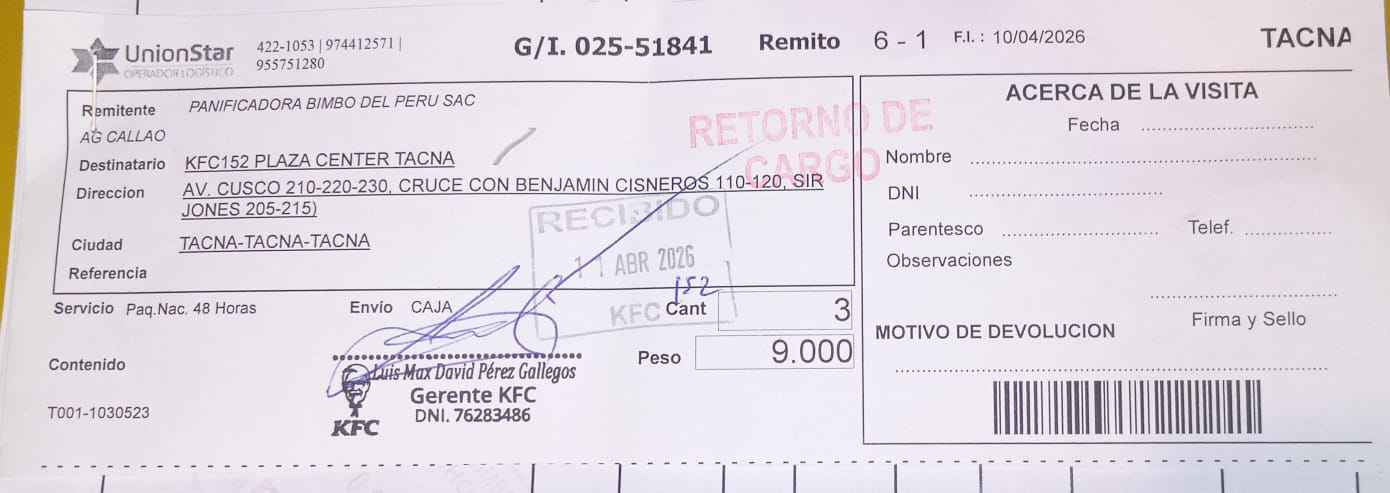 UnionStar
OPERADOR LOGÍSTICO
422-1053 | 974412571 |
955751280
G/I. 025-51841
Remito 6 - 1
F.I. : 10/04/2026
TACNA
Remitente PANIFICADORA BIMBO DEL PERU SAC
AG CALLAO
Destinatario KFC152 PLAZA CENTER TACNA
Direccion AV. CUSCO 210-220-230, CRUCE CON BENJAMIN CISNEROS 110-120, SIR
JONES 205-215)
Ciudad TACNA-TACNA-TACNA
Referencia
RETORNO DE
CARGO
RECIBIDO
11 ABR 2026
KFC 152
Servicio Paq.Nac. 48 Horas
Envío CAJA
Cant 3
Peso 9.000
Contenido
T001-1030523
Luis Max David Pérez Gallegos
Gerente KFC
DNI. 76283486
KFC
ACERCA DE LA VISITA
Fecha
Nombre
DNI
Parentesco Telef.
Observaciones
Firma y Sello
MOTIVO DE DEVOLUCION